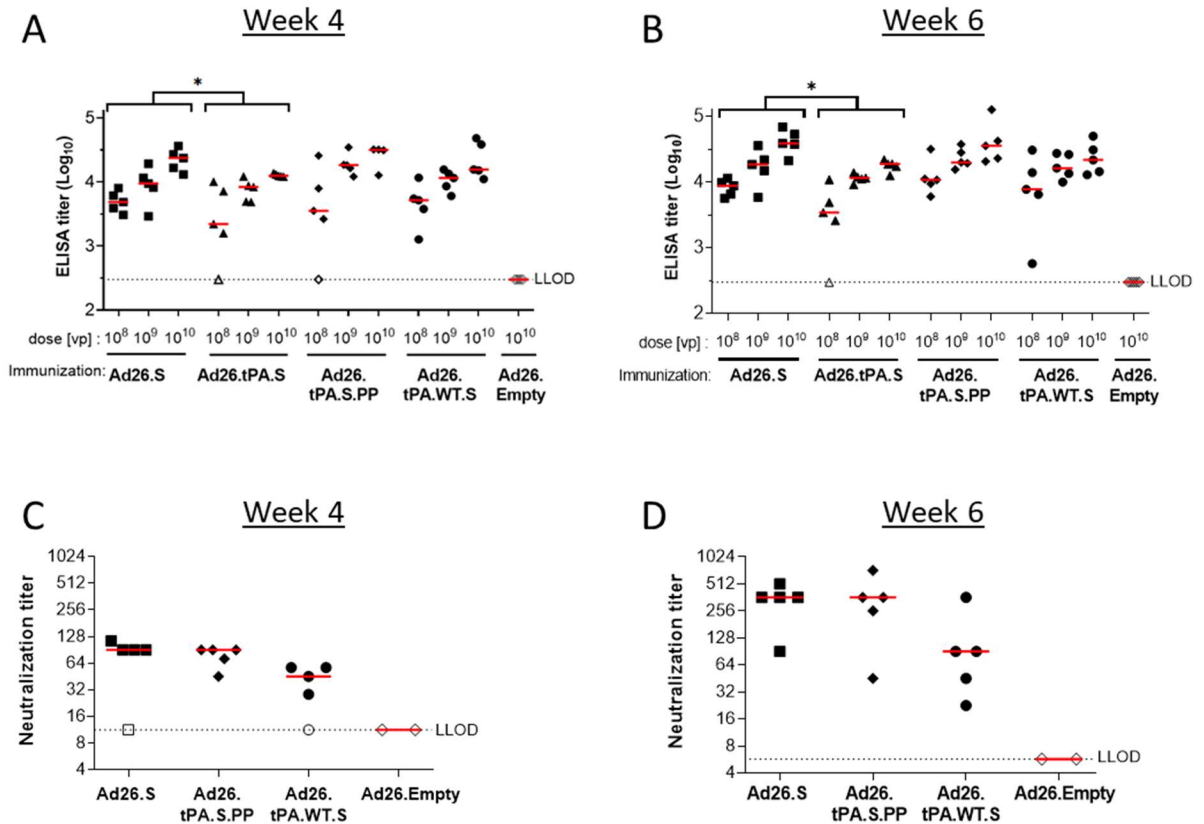 A
Week 4
*
ELISA titer (Log10)
5
4
3
2
LLOD
dose [vp] : 10^8 10^9 10^10 10^8 10^9 10^10 10^8 10^9 10^10 10^8 10^9 10^10 10^10
Immunization: Ad26.S Ad26.tPA.S Ad26. Ad26. Ad26.
tPA.S.PP tPA.WT.S Empty
B
Week 6
*
ELISA titer (Log10)
5
4
3
2
LLOD
dose [vp] : 10^8 10^9 10^10 10^8 10^9 10^10 10^8 10^9 10^10 10^8 10^9 10^10 10^10
Immunization: Ad26.S Ad26.tPA.S Ad26. Ad26. Ad26.
tPA.S.PP tPA.WT.S Empty
C
Week 4
Neutralization titer
1024
512
256
128
64
32
16
8
4
LLOD
Ad26.S Ad26. Ad26. Ad26.Empty
tPA.S.PP tPA.WT.S
D
Week 6
Neutralization titer
1024
512
256
128
64
32
16
8
4
LLOD
Ad26.S Ad26. Ad26. Ad26.Empty
tPA.S.PP tPA.WT.S